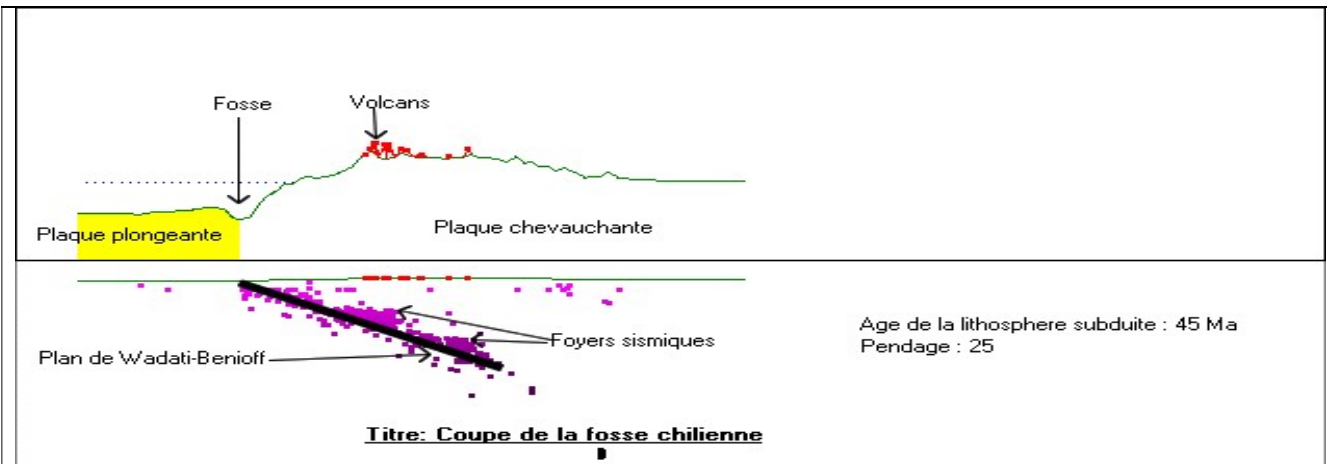 Fosse
Volcans
Plaque plongeante
Plaque chevauchante
Foyers sismiques
Plan de Wadati-Benioff
Age de la lithosphere subduite : 45 Ma
Pendage : 25
Titre: Coupe de la fosse chilienne